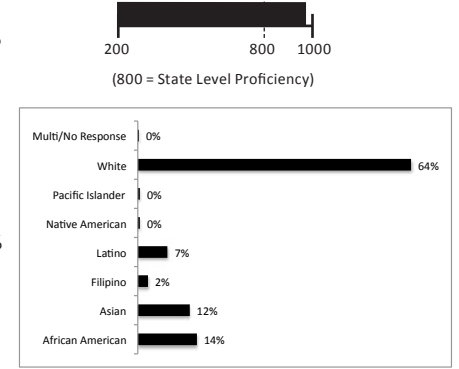 200 800 1000
(800 = State Level Proficiency)
Multi/No Response 0%
White 64%
Pacific Islander 0%
Native American 0%
Latino 7%
Filipino 2%
Asian 12%
African American 14%